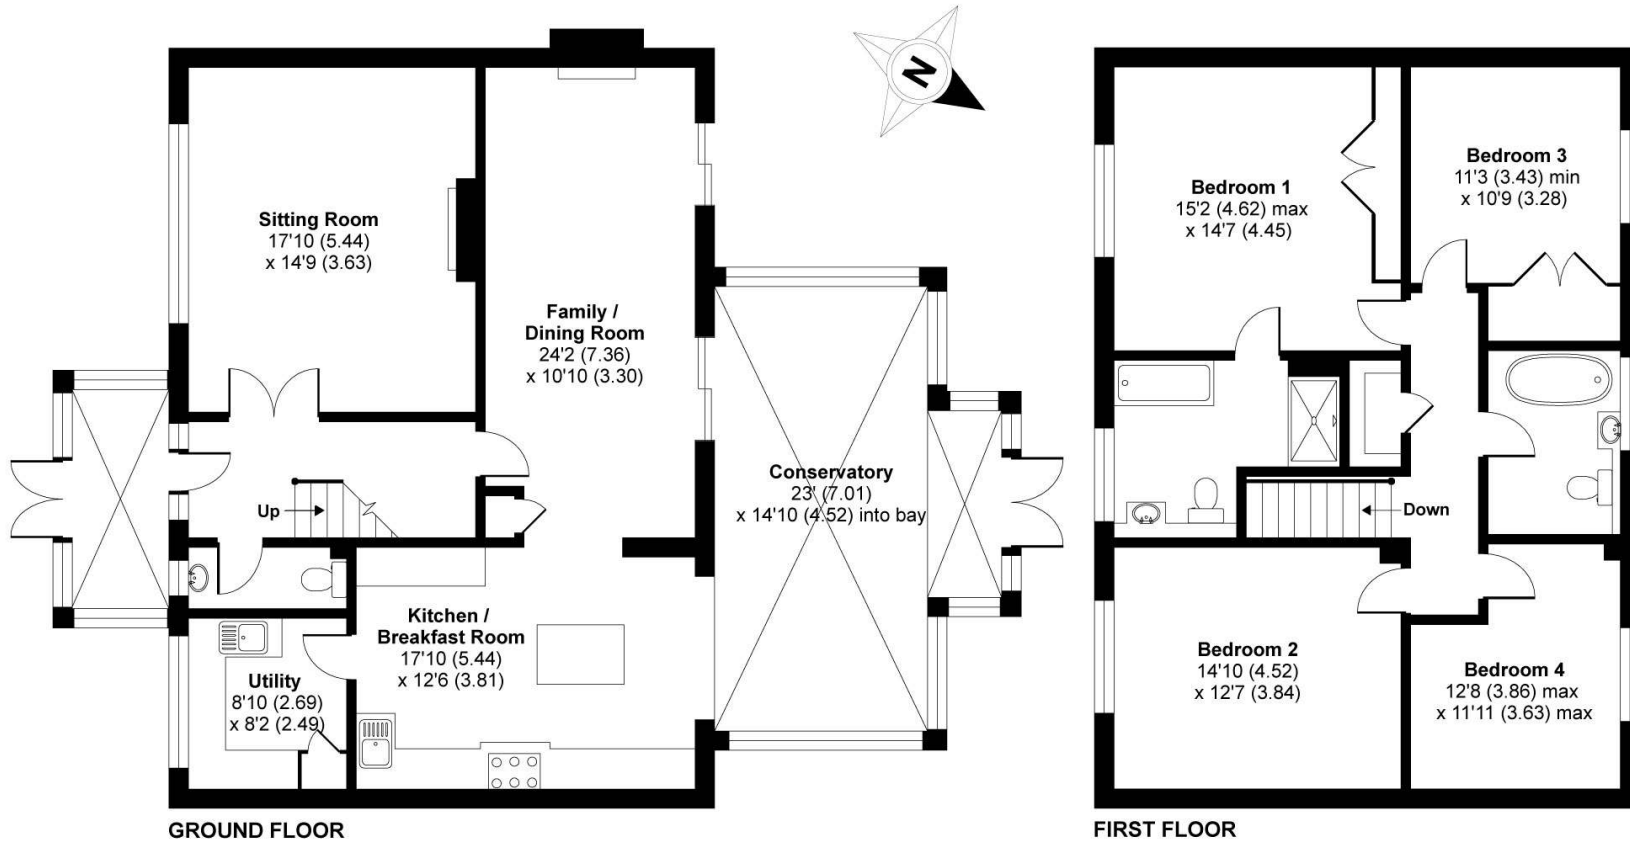 N
Sitting Room
17'10 (5.44)
x 14'9 (3.63)
Family /
Dining Room
24'2 (7.36)
x 10'10 (3.30)
Conservatory
23' (7.01)
x 14'10 (4.52) into bay
Up
Kitchen /
Breakfast Room
17'10 (5.44)
x 12'6 (3.81)
Utility
8'10 (2.69)
x 8'2 (2.49)
GROUND FLOOR
Bedroom 1
15'2 (4.62) max
x 14'7 (4.45)
Bedroom 3
11'3 (3.43) min
x 10'9 (3.28)
Down
Bedroom 2
14'10 (4.52)
x 12'7 (3.84)
Bedroom 4
12'8 (3.86) max
x 11'11 (3.63) max
FIRST FLOOR